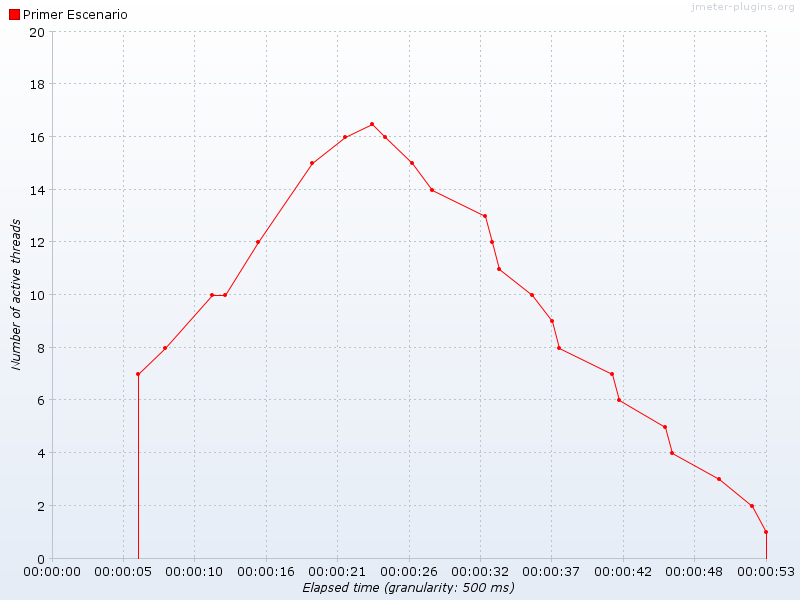 jmeter-plugins.org
Primer Escenario
20
18
16
14
12
10
8
6
4
2
0
Number of active threads
00:00:00 00:00:05 00:00:10 00:00:16 00:00:21 00:00:26 00:00:32 00:00:37 00:00:42 00:00:48 00:00:53
Elapsed time (granularity: 500 ms)